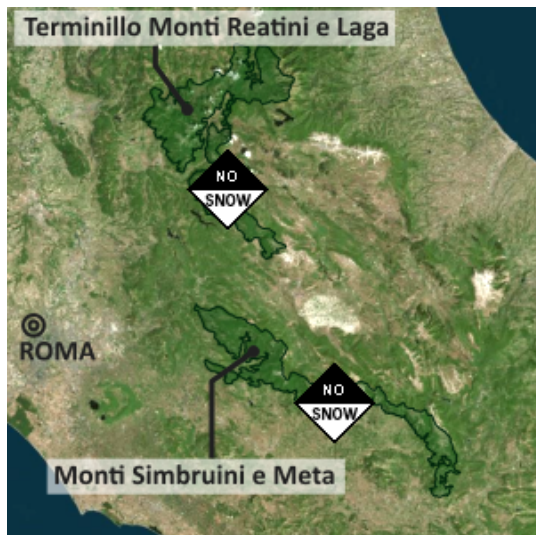 Terminillo Monti Reatini e Laga
NO
SNOW
ROMA
NO
SNOW
Monti Simbruini e Meta